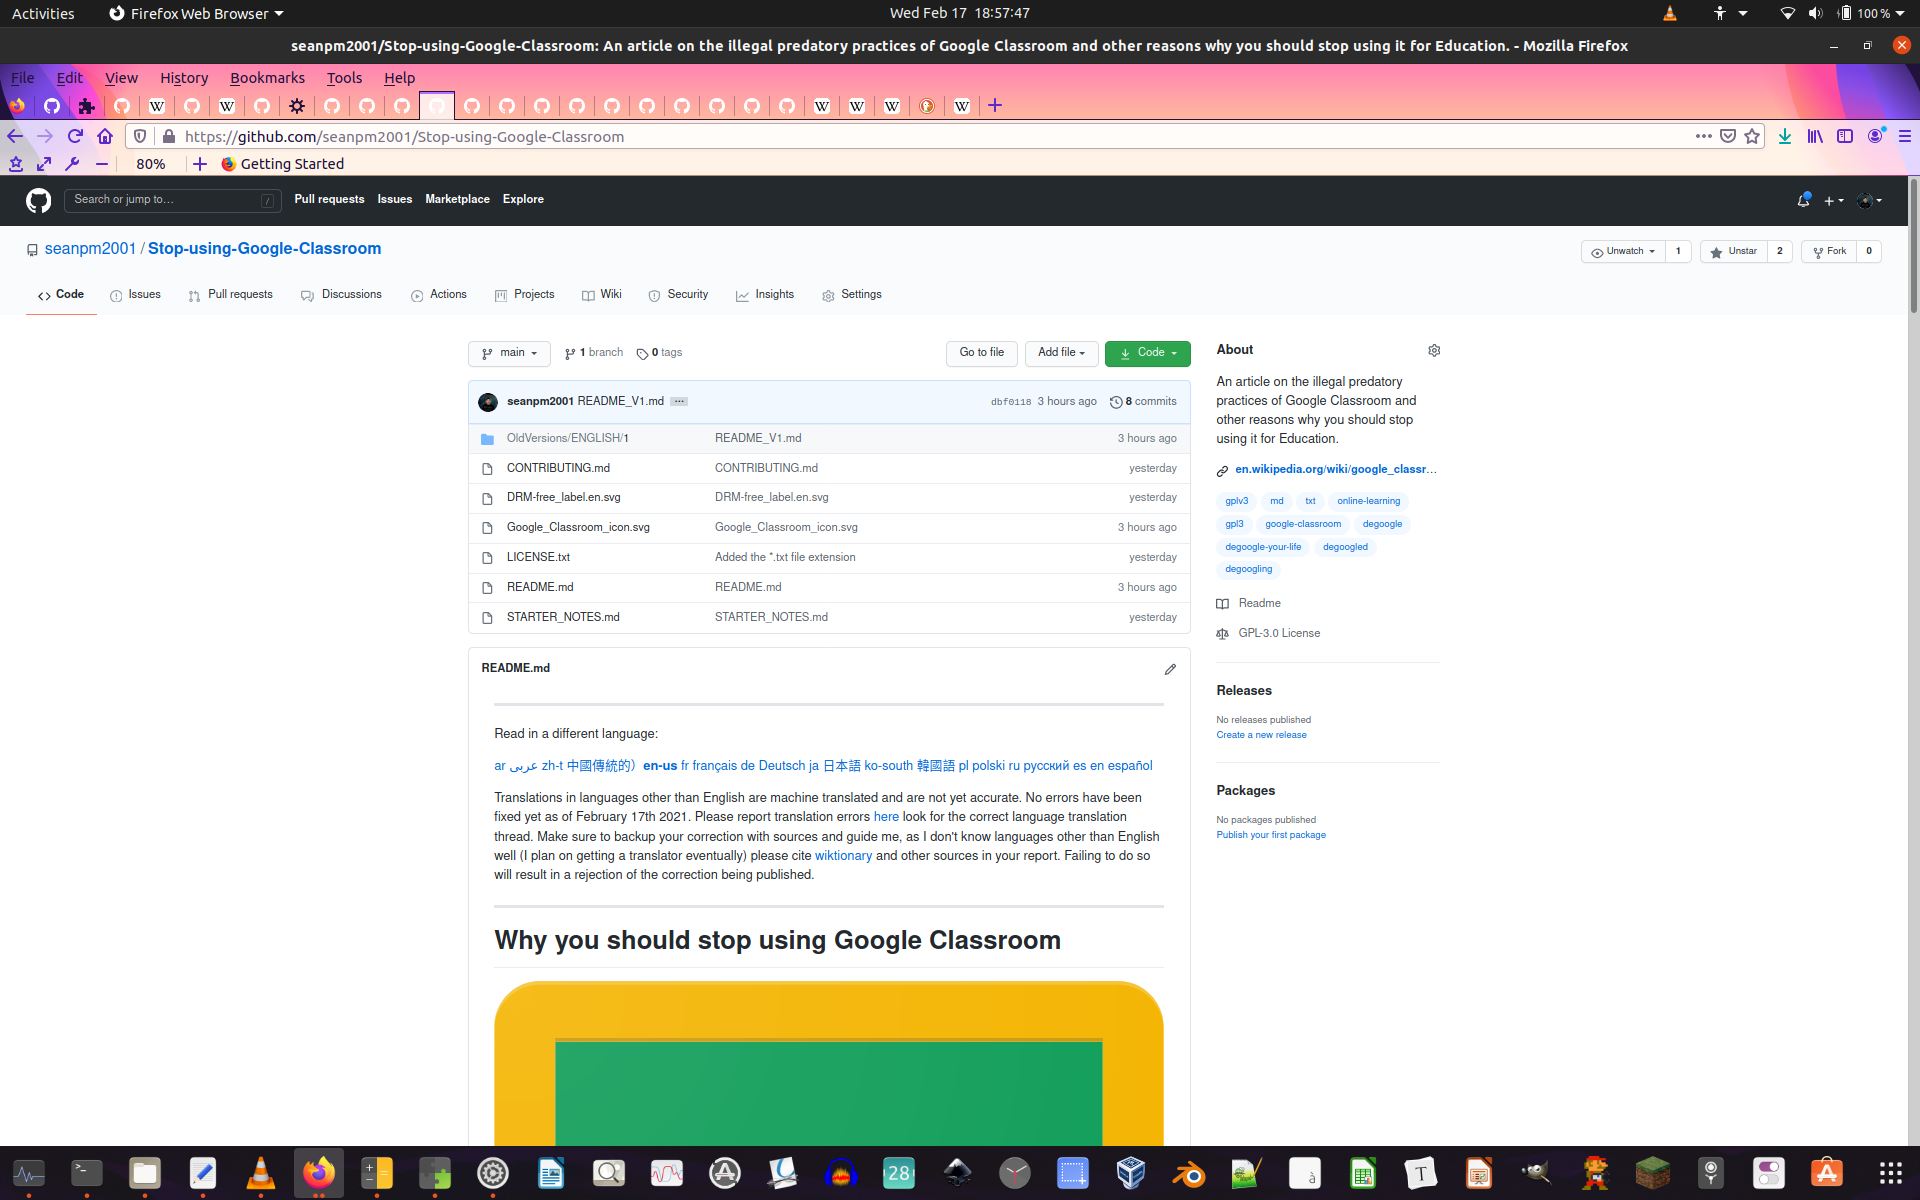 Activities Firefox Web Browser Wed Feb 17 18:57:47 100 %
seanpm2001/Stop-using-Google-Classroom: An article on the illegal predatory practices of Google Classroom and other reasons why you should stop using it for Education. - Mozilla Firefox
File Edit View History Bookmarks Tools Help
https://github.com/seanpm2001/Stop-using-Google-Classroom
80% Getting Started
Search or jump to… / Pull requests Issues Marketplace Explore
seanpm2001 / Stop-using-Google-Classroom
Unwatch 1 Unstar 2 Fork 0
Code Issues Pull requests Discussions Actions Projects Wiki Security Insights Settings
main 1 branch 0 tags Go to file Add file Code
seanpm2001 README_V1.md ... dbf0118 3 hours ago 8 commits
OldVersions/ENGLISH/1 README_V1.md 3 hours ago
CONTRIBUTING.md CONTRIBUTING.md yesterday
DRM-free_label.en.svg DRM-free_label.en.svg yesterday
Google_Classroom_icon.svg Google_Classroom_icon.svg 3 hours ago
LICENSE.txt Added the *.txt file extension yesterday
README.md README.md 3 hours ago
STARTER_NOTES.md STARTER_NOTES.md yesterday
README.md
Read in a different language:
ar عربى zh-t 中國傳統的）en-us fr français de Deutsch ja 日本語 ko-south 韓國語 pl polski ru русский es en español
Translations in languages other than English are machine translated and are not yet accurate. No errors have been
fixed yet as of February 17th 2021. Please report translation errors here look for the correct language translation
thread. Make sure to backup your correction with sources and guide me, as I don't know languages other than English
well (I plan on getting a translator eventually) please cite wiktionary and other sources in your report. Failing to do so
will result in a rejection of the correction being published.
Why you should stop using Google Classroom
About
An article on the illegal predatory
practices of Google Classroom and
other reasons why you should stop
using it for Education.
en.wikipedia.org/wiki/google_classr…
gplv3 md txt online-learning
gpl3 google-classroom degoogle
degoogle-your-life degoogled
degoogling
Readme
GPL-3.0 License
Releases
No releases published
Create a new release
Packages
No packages published
Publish your first package
28